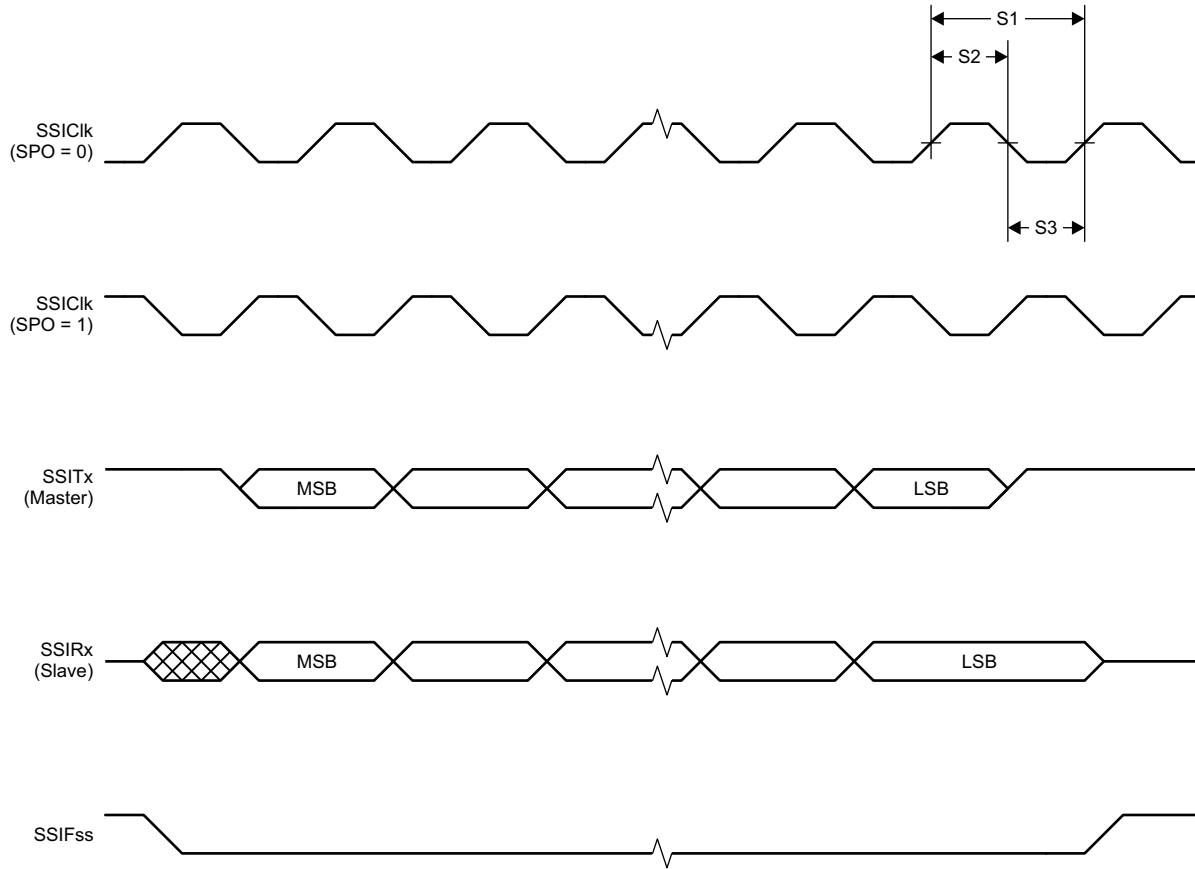 S1
S2
SSIClk
(SPO = 0)
S3
SSIClk
(SPO = 1)
SSITx
(Master)
MSB
LSB
SSIRx
(Slave)
MSB
LSB
SSIFss